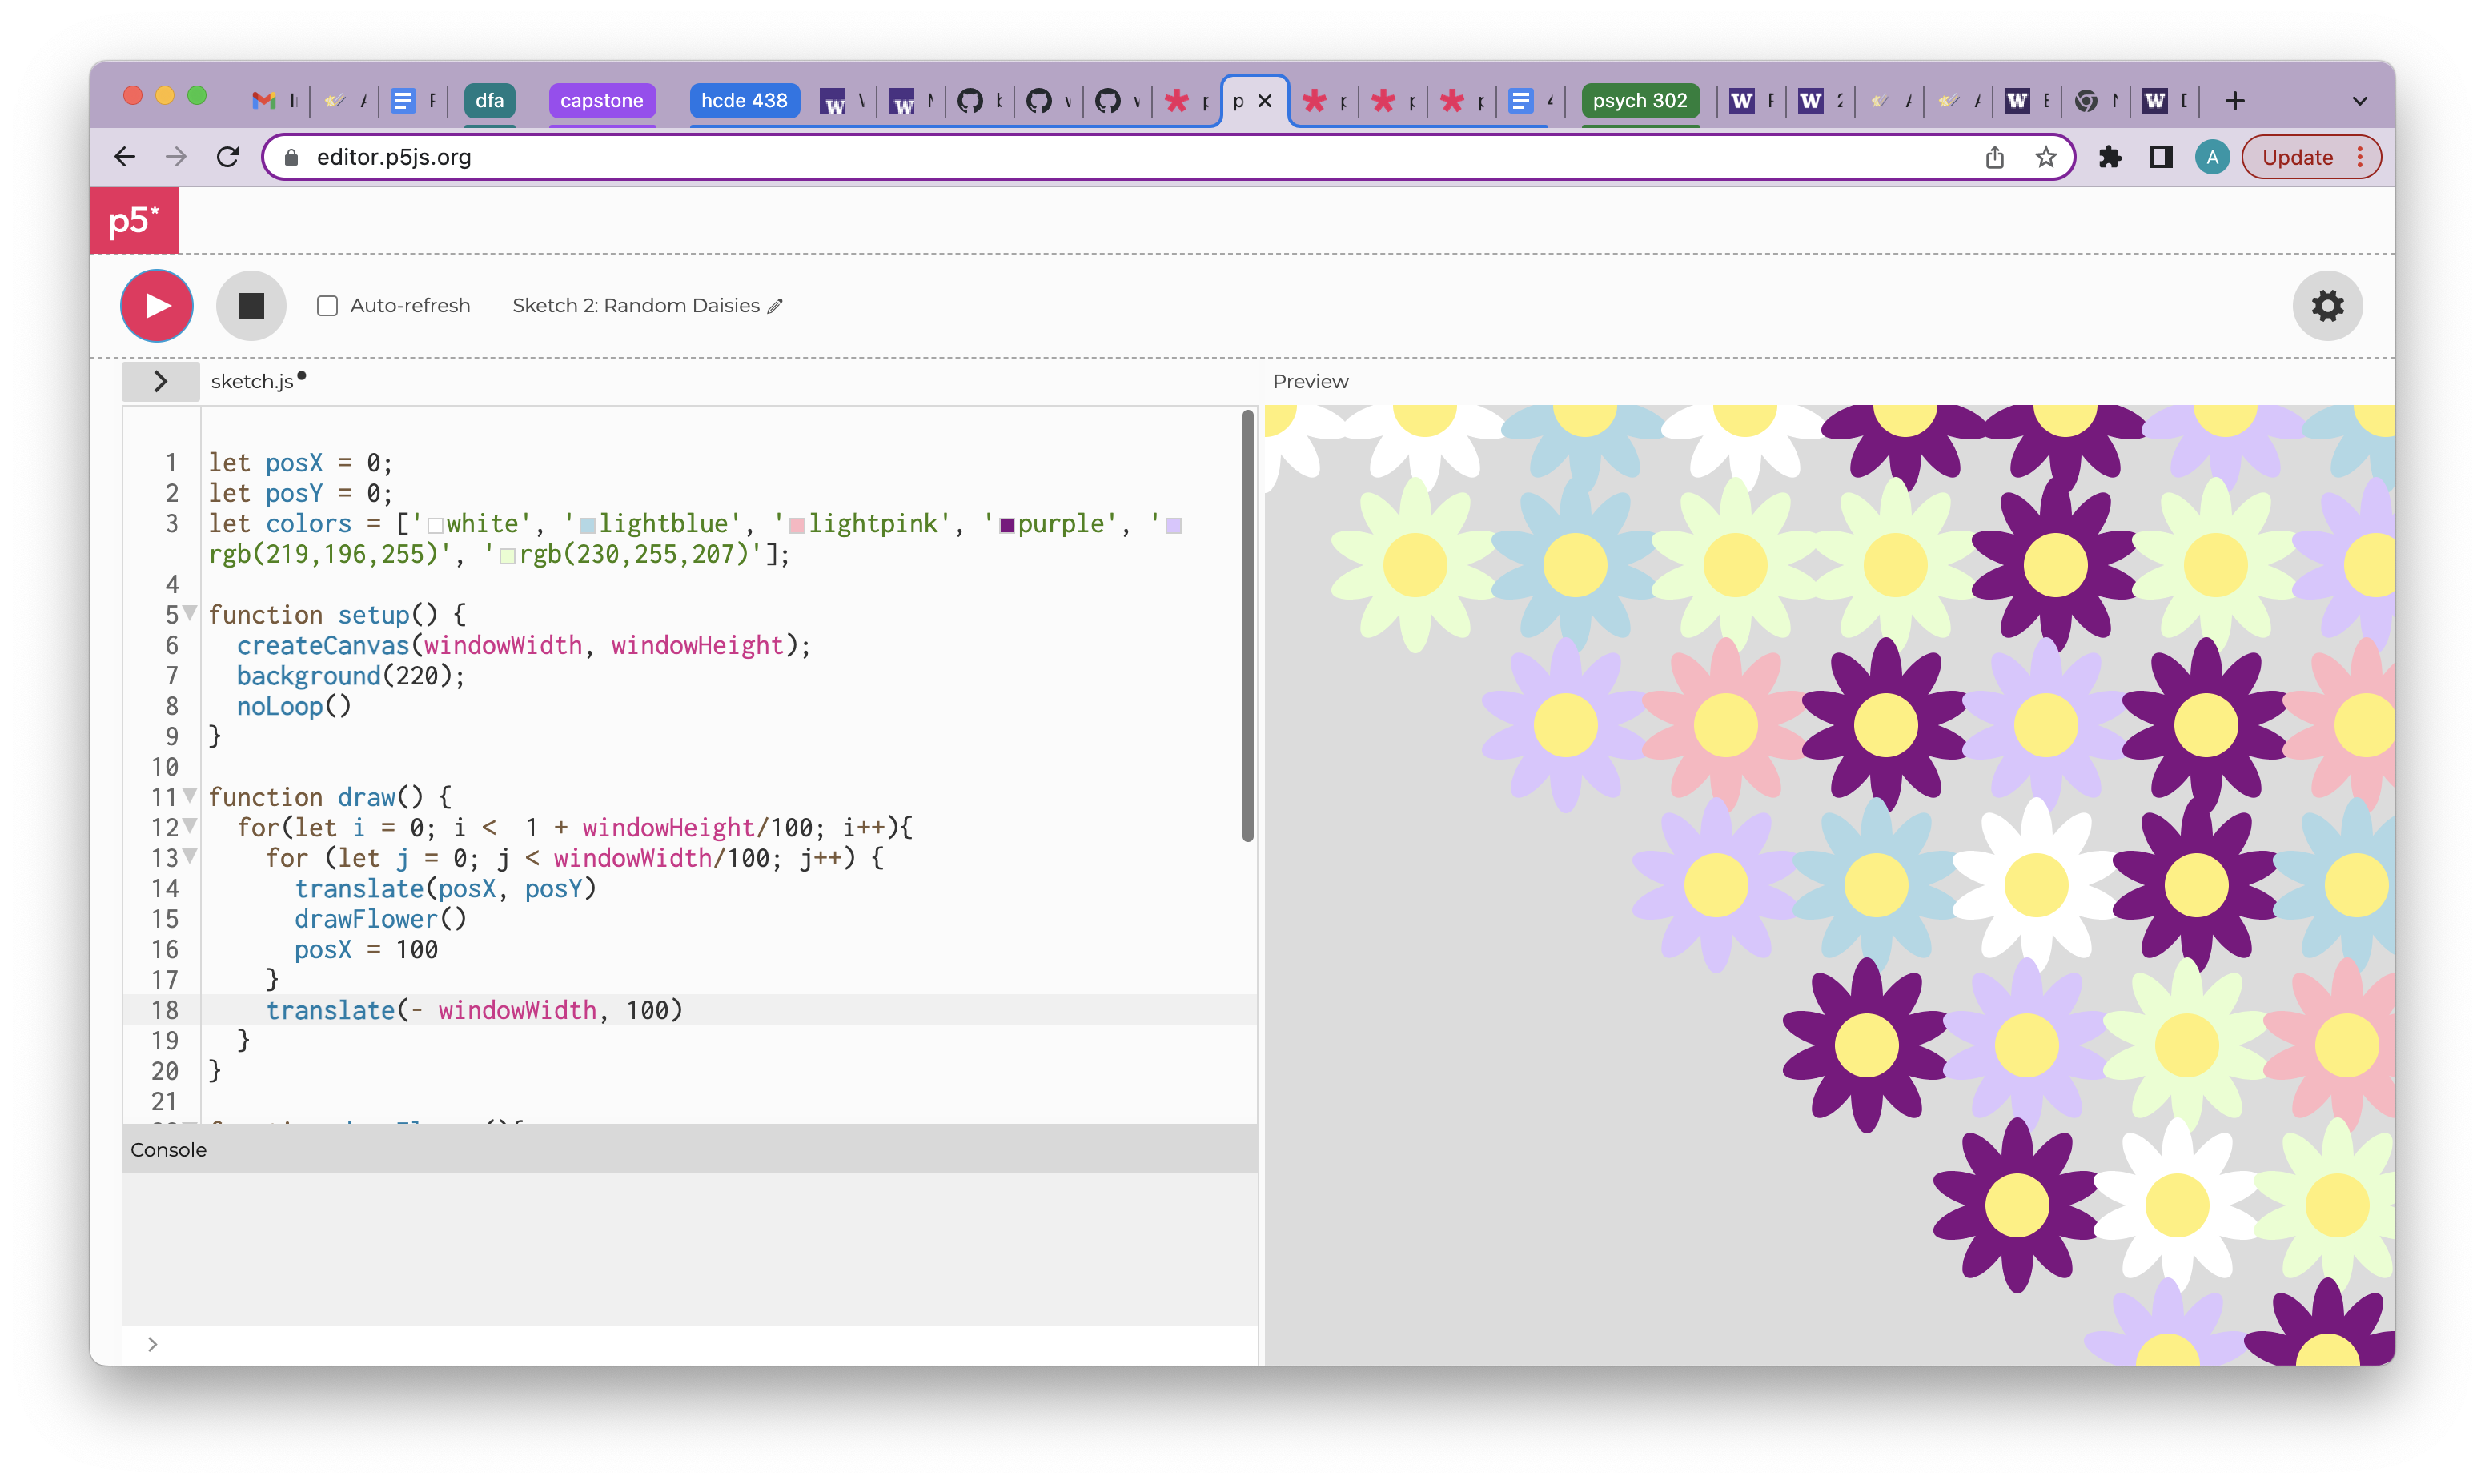 dfa capstone hcde 438 psych 302
editor.p5js.org
A
Update
p5*
Auto-refresh
Sketch 2: Random Daisies
sketch.js
Preview
1 let posX = 0;
2 let posY = 0;
3 let colors = ['white', 'lightblue', 'lightpink', 'purple', '
rgb(219,196,255)', 'rgb(230,255,207)'];
4
5 function setup() {
6 createCanvas(windowWidth, windowHeight);
7 background(220);
8 noLoop()
9 }
10
11 function draw() {
12 for(let i = 0; i <  1 + windowHeight/100; i++){
13 for (let j = 0; j < windowWidth/100; j++) {
14 translate(posX, posY)
15 drawFlower()
16 posX = 100
17 }
18 translate(- windowWidth, 100)
19 }
20 }
21
Console
>